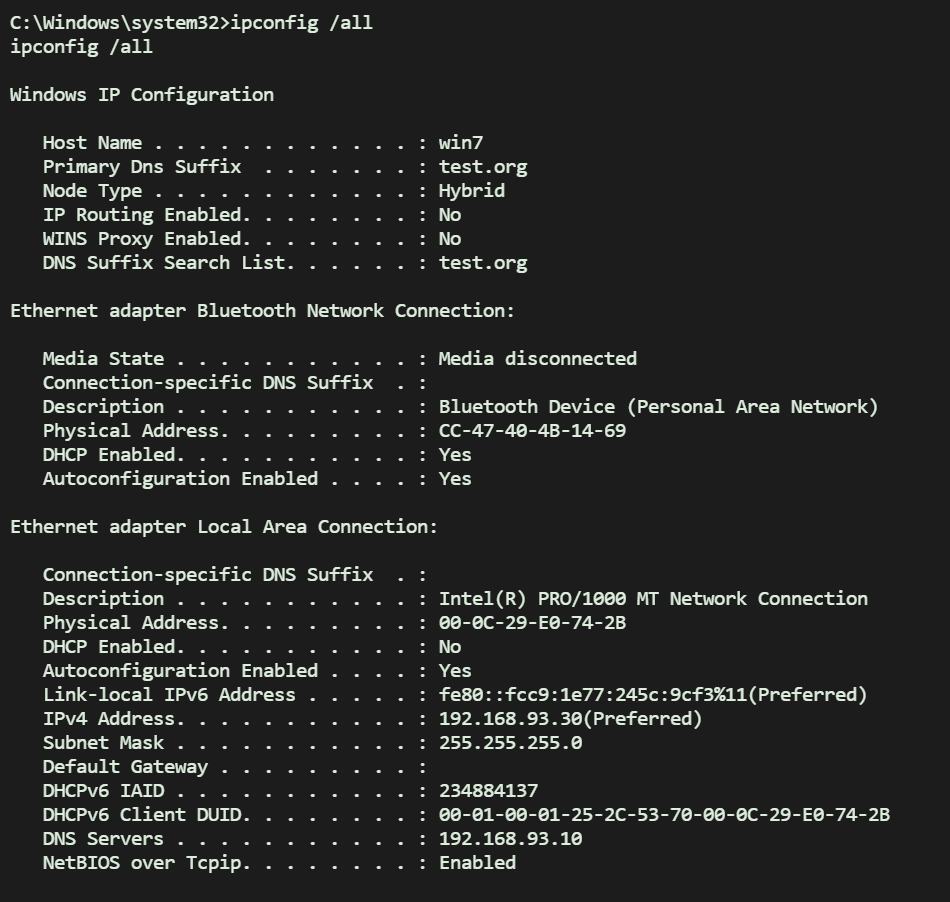 C:\Windows\system32>ipconfig /all
ipconfig /all

Windows IP Configuration

   Host Name . . . . . . . . . . . . : win7
   Primary Dns Suffix  . . . . . . . : test.org
   Node Type . . . . . . . . . . . . : Hybrid
   IP Routing Enabled. . . . . . . . : No
   WINS Proxy Enabled. . . . . . . . : No
   DNS Suffix Search List. . . . . . : test.org

Ethernet adapter Bluetooth Network Connection:

   Media State . . . . . . . . . . . : Media disconnected
   Connection-specific DNS Suffix  . :
   Description . . . . . . . . . . . : Bluetooth Device (Personal Area Network)
   Physical Address. . . . . . . . . : CC-47-40-4B-14-69
   DHCP Enabled. . . . . . . . . . . : Yes
   Autoconfiguration Enabled . . . . : Yes

Ethernet adapter Local Area Connection:

   Connection-specific DNS Suffix  . :
   Description . . . . . . . . . . . : Intel(R) PRO/1000 MT Network Connection
   Physical Address. . . . . . . . . : 00-0C-29-E0-74-2B
   DHCP Enabled. . . . . . . . . . . : No
   Autoconfiguration Enabled . . . . : Yes
   Link-local IPv6 Address . . . . . : fe80::fcc9:1e77:245c:9cf3%11(Preferred)
   IPv4 Address. . . . . . . . . . . : 192.168.93.30(Preferred)
   Subnet Mask . . . . . . . . . . . : 255.255.255.0
   Default Gateway . . . . . . . . . :
   DHCPv6 IAID . . . . . . . . . . . : 234884137
   DHCPv6 Client DUID. . . . . . . . : 00-01-00-01-25-2C-53-70-00-0C-29-E0-74-2B
   DNS Servers . . . . . . . . . . . : 192.168.93.10
   NetBIOS over Tcpip. . . . . . . . : Enabled